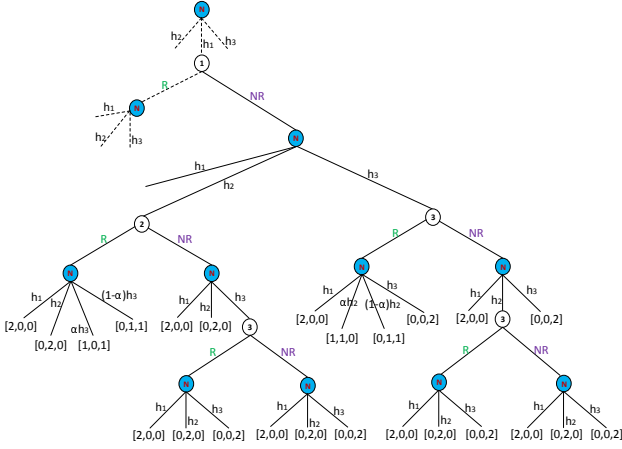 N
h₂ h₁ h₃
1
R NR
h₁ N N
h₂ h₃
h₁ h₂ h₃
2 3
R NR R NR
N N N N
h₁ h₂ αh₃ (1-α)h₃ h₁ h₂ h₃ h₁ αh₂ (1-α)h₂ h₃ h₁ h₂ h₃
[2,0,0] [0,1,1] [2,0,0] [0,2,0] [2,0,0] [0,0,2] [2,0,0] [0,0,2]
[0,2,0] [1,0,1] 3 [1,1,0] [0,1,1] 3
R NR R NR
N N N N
h₁ h₂ h₃ h₁ h₂ h₃ h₁ h₂ h₃ h₁ h₂ h₃
[2,0,0] [0,2,0] [0,0,2] [2,0,0] [0,2,0] [0,0,2] [2,0,0] [0,2,0] [0,0,2] [2,0,0] [0,2,0] [0,0,2]